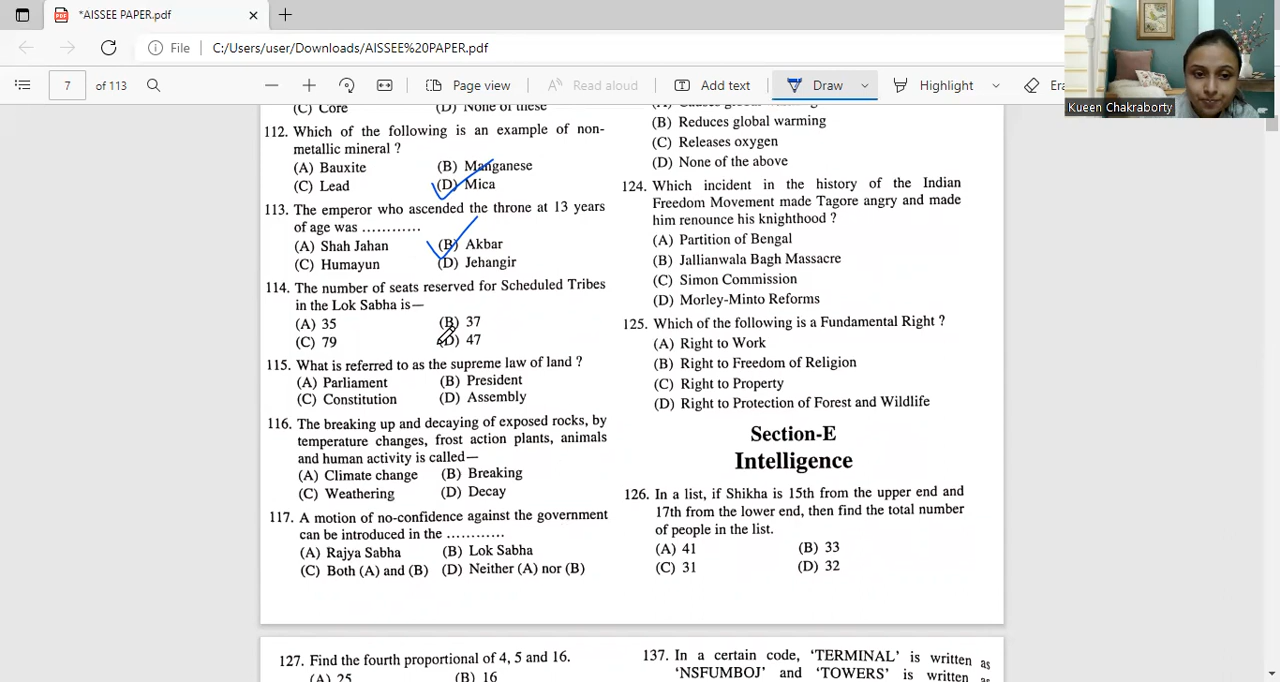 *AISSEE PAPER.pdf
File C:/Users/user/Downloads/AISSEE%20PAPER.pdf
7 of 113 Page view Read aloud Add text Draw Highlight Era
Kueen Chakraborty
(C) Core (D) None of these
112. Which of the following is an example of non-
metallic mineral ?
(A) Bauxite (B) Manganese
(C) Lead (D) Mica
113. The emperor who ascended the throne at 13 years
of age was ............
(A) Shah Jahan (B) Akbar
(C) Humayun (D) Jehangir
114. The number of seats reserved for Scheduled Tribes
in the Lok Sabha is—
(A) 35 (B) 37
(C) 79 (D) 47
115. What is referred to as the supreme law of land ?
(A) Parliament (B) President
(C) Constitution (D) Assembly
116. The breaking up and decaying of exposed rocks, by
temperature changes, frost action plants, animals
and human activity is called—
(A) Climate change (B) Breaking
(C) Weathering (D) Decay
117. A motion of no-confidence against the government
can be introduced in the ............
(A) Rajya Sabha (B) Lok Sabha
(C) Both (A) and (B) (D) Neither (A) nor (B)
(A) Causes global warming
(B) Reduces global warming
(C) Releases oxygen
(D) None of the above
124. Which incident in the history of the Indian
Freedom Movement made Tagore angry and made
him renounce his knighthood ?
(A) Partition of Bengal
(B) Jallianwala Bagh Massacre
(C) Simon Commission
(D) Morley-Minto Reforms
125. Which of the following is a Fundamental Right ?
(A) Right to Work
(B) Right to Freedom of Religion
(C) Right to Property
(D) Right to Protection of Forest and Wildlife
Section-E
Intelligence
126. In a list, if Shikha is 15th from the upper end and
17th from the lower end, then find the total number
of people in the list.
(A) 41 (B) 33
(C) 31 (D) 32
127. Find the fourth proportional of 4, 5 and 16.
(A) 25 (B) 16
137. In a certain code, ‘TERMINAL’ is written as
‘NSFUMBOJ’ and ‘TOWERS’ is written as